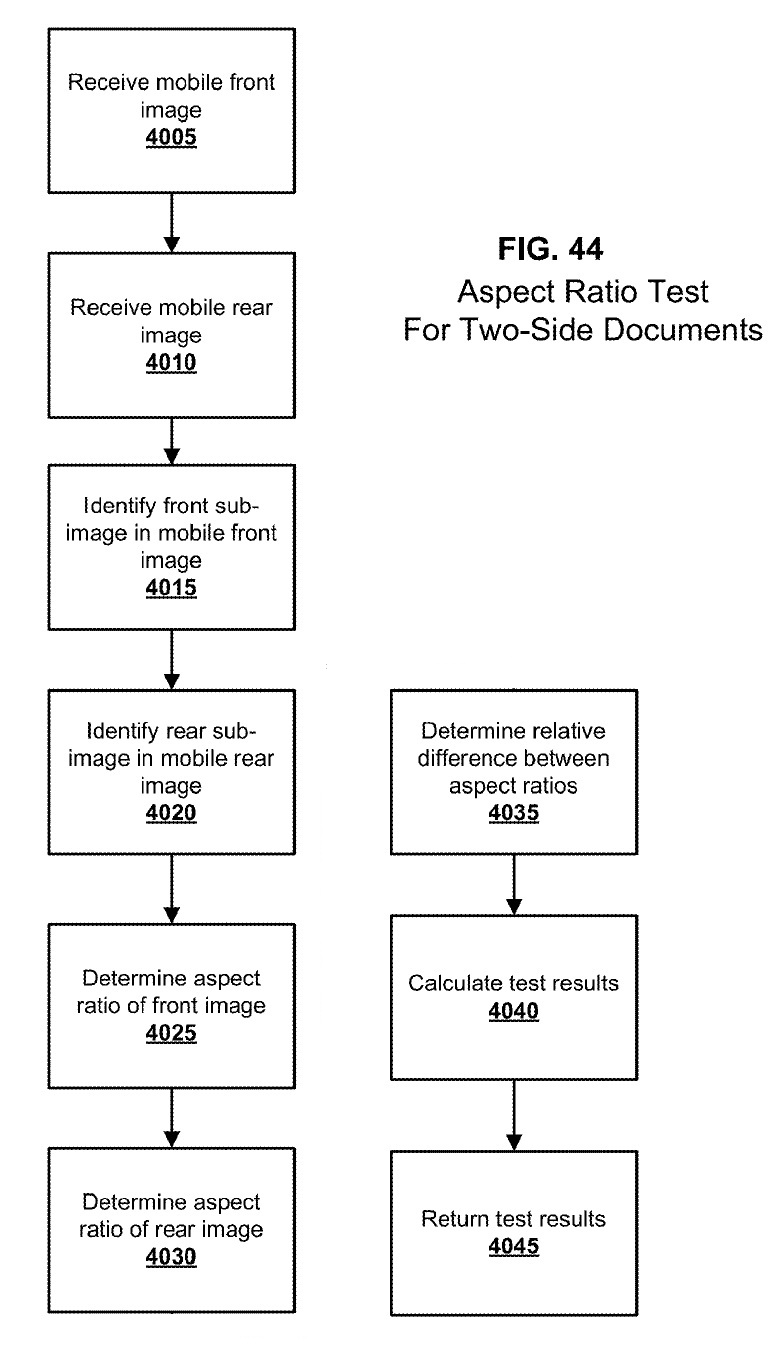 Receive mobile front
image
4005
Receive mobile rear
image
4010
FIG. 44
Aspect Ratio Test
For Two-Side Documents
Identify front sub-
image in mobile front
image
4015
Identify rear sub-
image in mobile rear
image
4020
Determine aspect
ratio of front image
4025
Determine aspect
ratio of rear image
4030
Determine relative
difference between
aspect ratios
4035
Calculate test results
4040
Return test results
4045